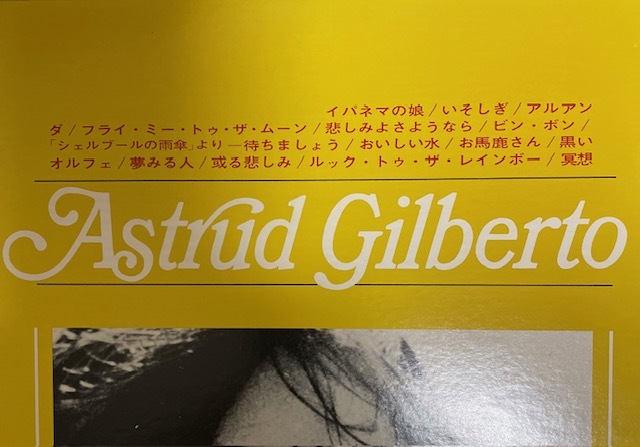 イパネマの娘/いそしぎ/アルアン
ダ/フライ・ミー・トゥ・ザ・ムーン/悲しみよさようなら/ビン・ボン/
「シェルブールの雨傘」より―待ちましょう/おいしい水/お馬鹿さん/黒い
オルフェ/夢みる人/或る悲しみ/ルック・トゥ・ザ・レインボー/冥想
Astrud Gilberto